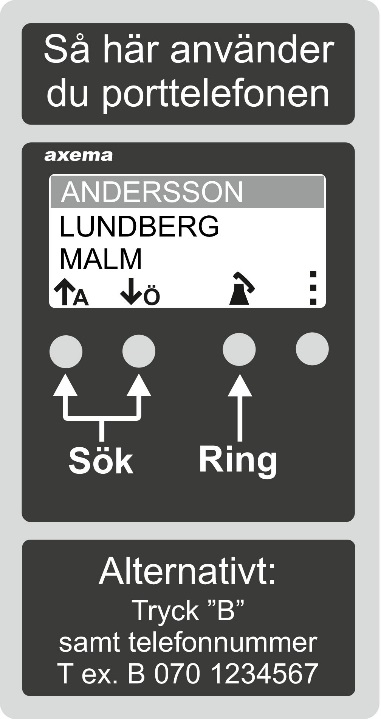 Så här använder
du porttelefonen
axema
ANDERSSON
LUNDBERG
MALM
A Ö
Sök Ring
Alternativt:
Tryck ”B”
samt telefonnummer
T ex. B 070 1234567